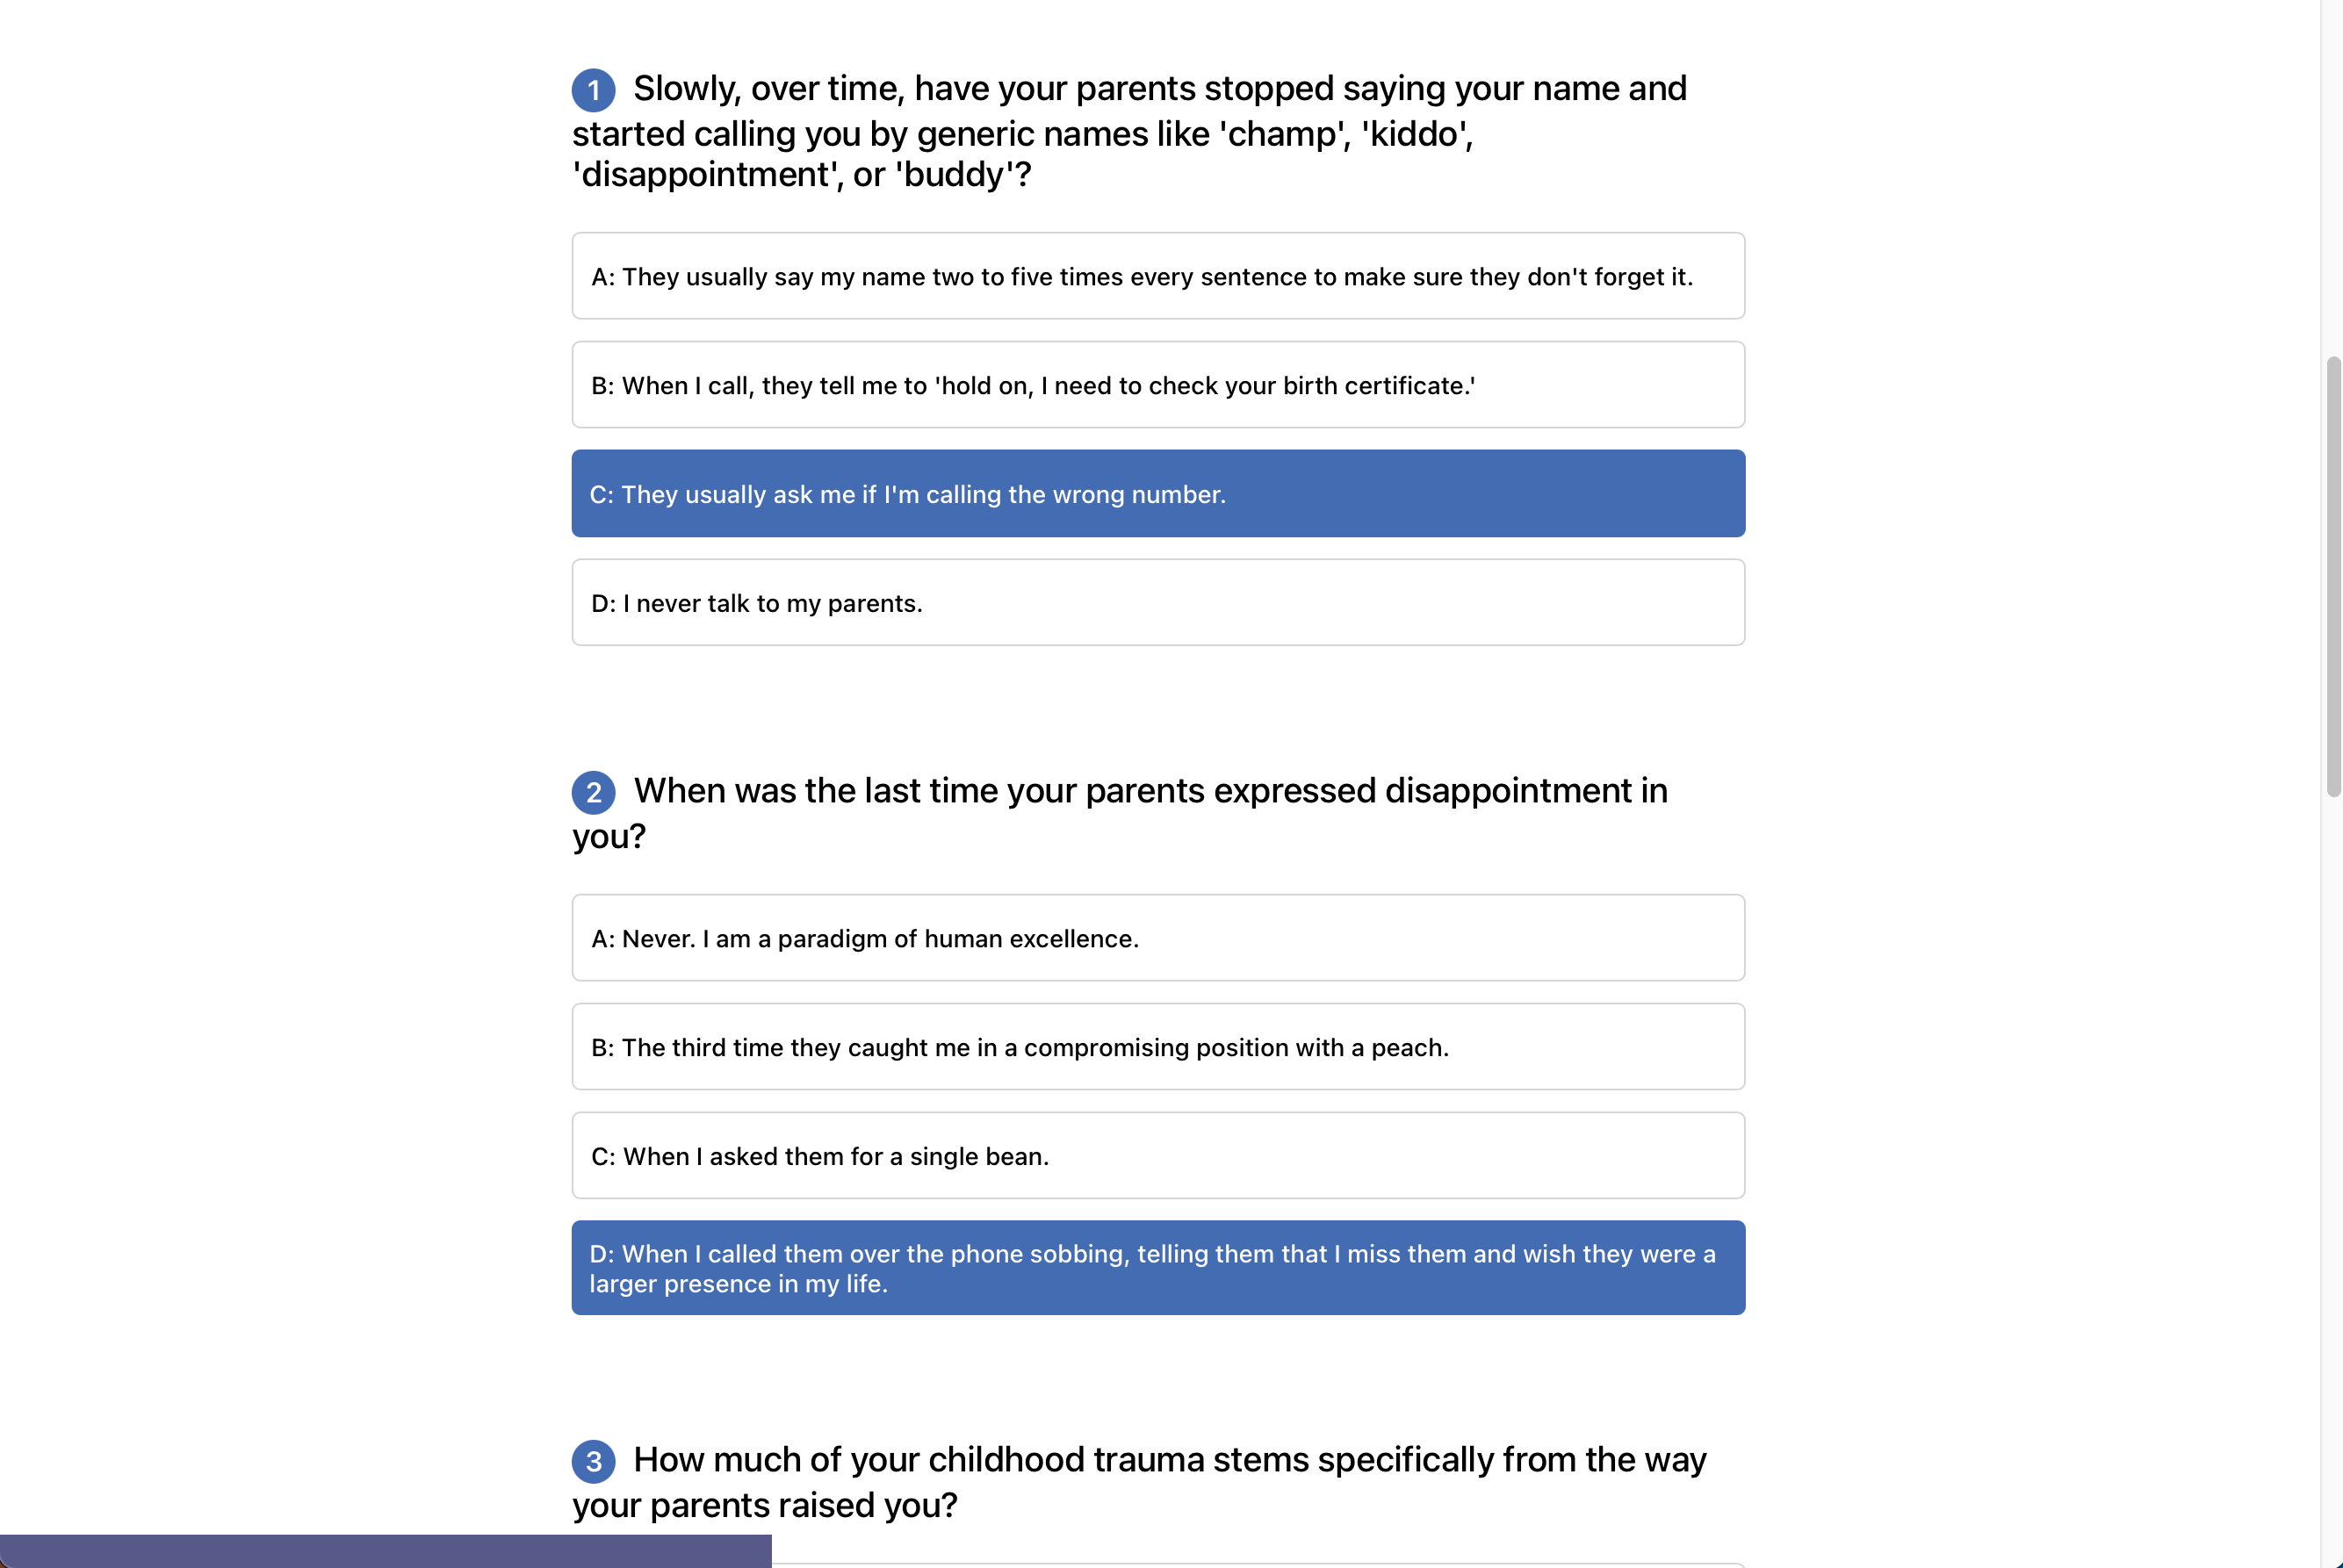 1 Slowly, over time, have your parents stopped saying your name and
started calling you by generic names like 'champ', 'kiddo',
'disappointment', or 'buddy'?
A: They usually say my name two to five times every sentence to make sure they don't forget it.
B: When I call, they tell me to 'hold on, I need to check your birth certificate.'
C: They usually ask me if I'm calling the wrong number.
D: I never talk to my parents.
2 When was the last time your parents expressed disappointment in
you?
A: Never. I am a paradigm of human excellence.
B: The third time they caught me in a compromising position with a peach.
C: When I asked them for a single bean.
D: When I called them over the phone sobbing, telling them that I miss them and wish they were a
larger presence in my life.
3 How much of your childhood trauma stems specifically from the way
your parents raised you?